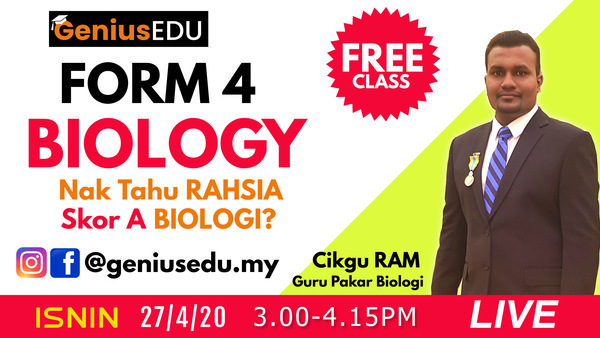 GeniusEDU
FORM 4
BIOLOGY
Nak Tahu RAHSIA
Skor A BIOLOGI?
@geniusedu.my
FREE
CLASS
Cikgu RAM
Guru Pakar Biologi
ISNIN 27/4/20 3.00-4.15PM LIVE